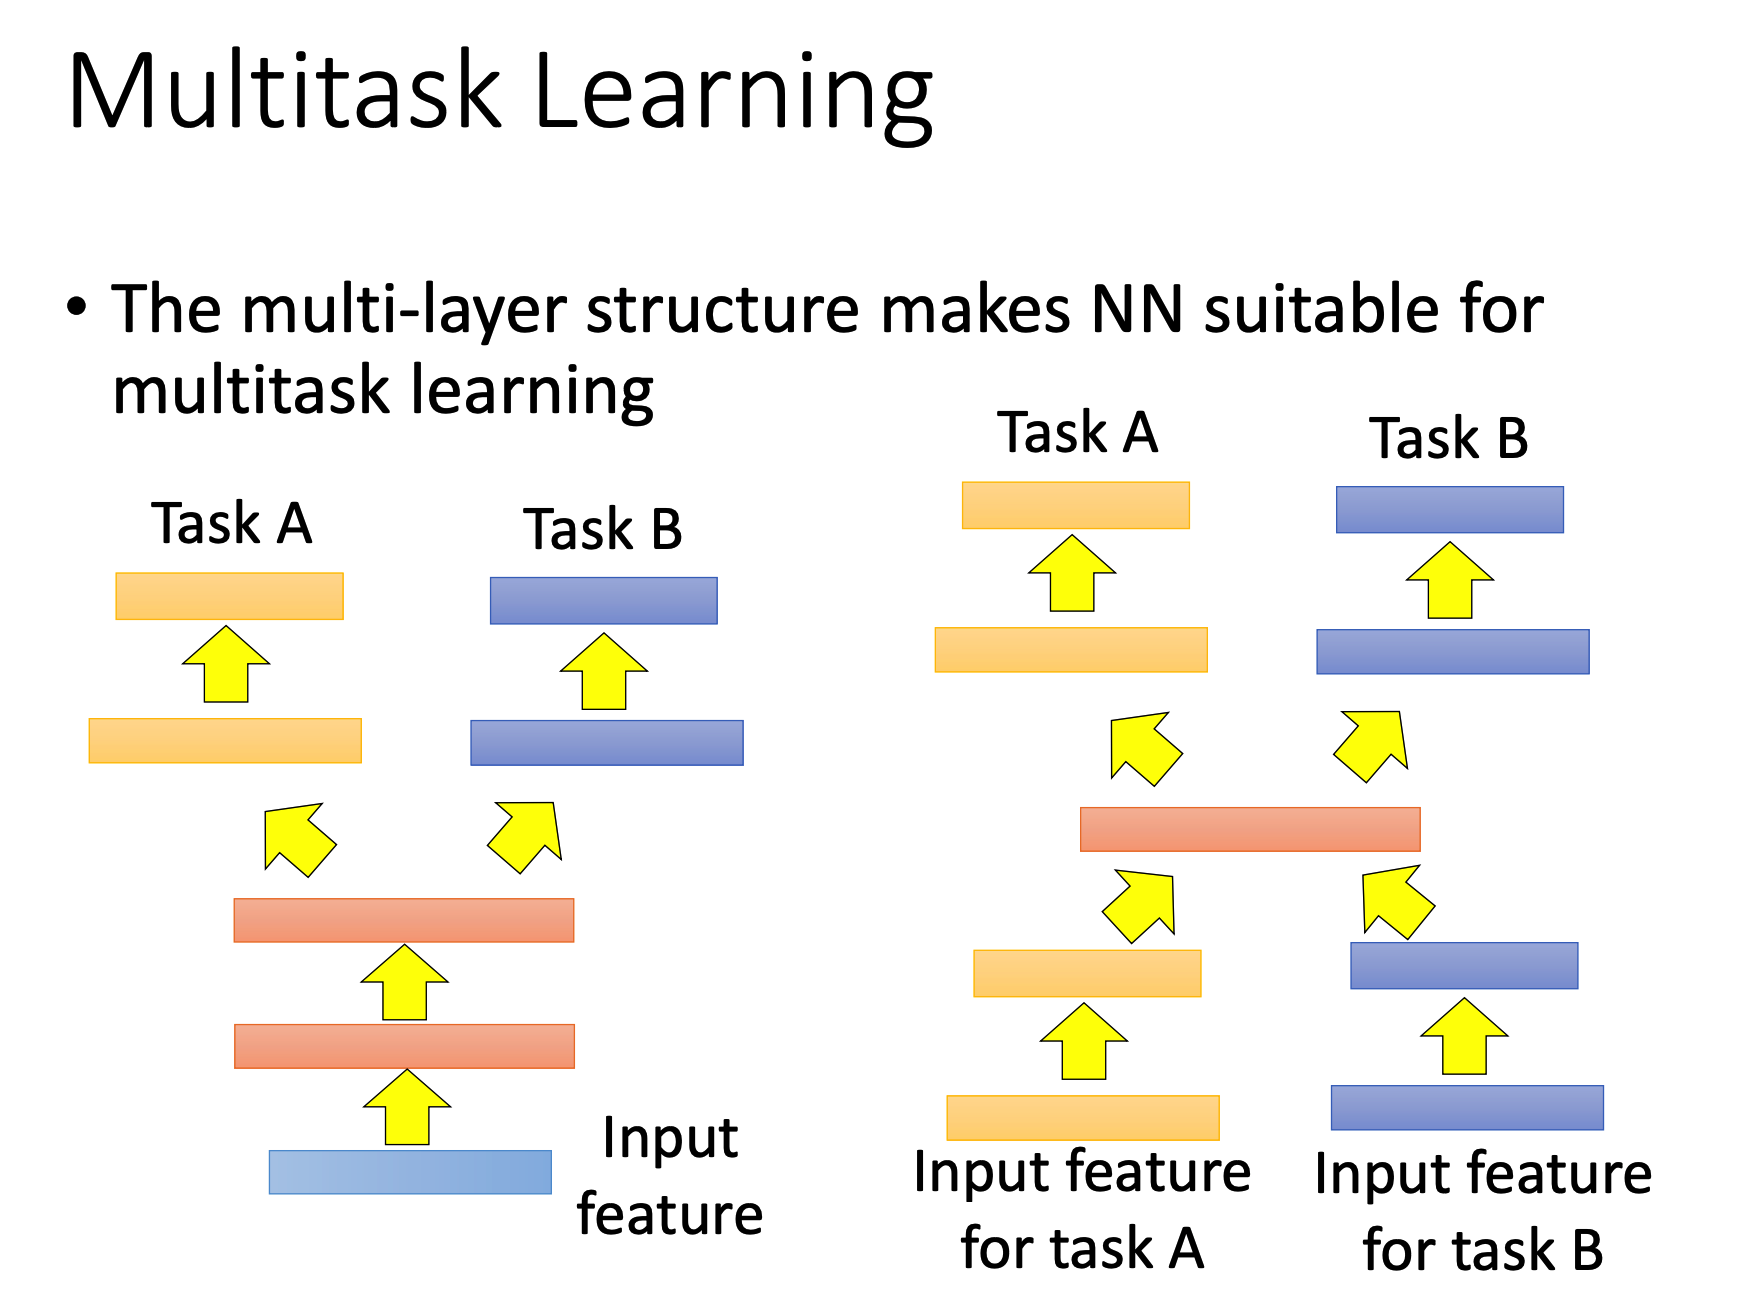 Multitask Learning
• The multi-layer structure makes NN suitable for
multitask learning
Task A
Task B
Input
feature
Task A
Task B
Input feature
for task A
Input feature
for task B